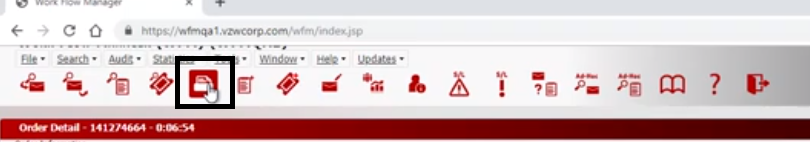 Work Flow Manager
https://wfmqa1.vzwcorp.com/wfm/index.jsp
File Search Audit Window Help Updates
S/L S/L Ad-Hoc Ad-Hoc
Order Detail - 141274664 - 0:06:54